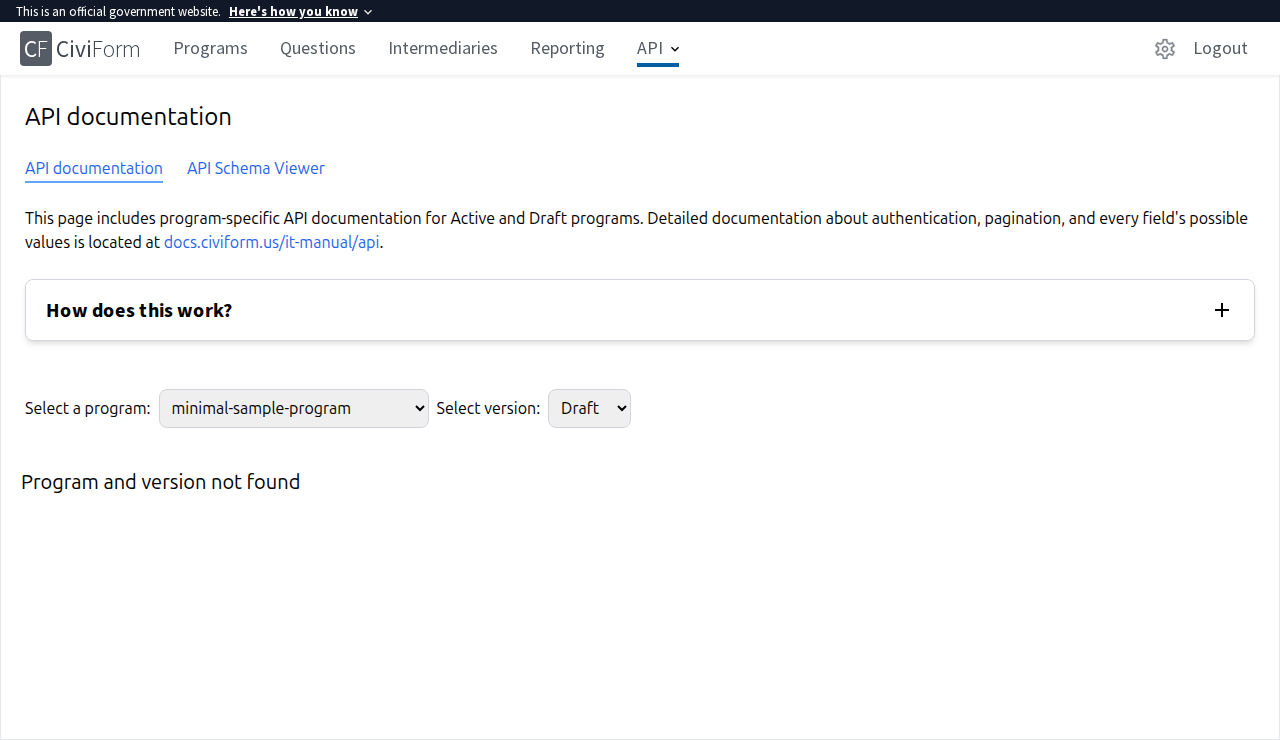 This is an official government website. Here's how you know
CF CiviForm Programs Questions Intermediaries Reporting API Logout
API documentation
API documentation API Schema Viewer
This page includes program-specific API documentation for Active and Draft programs. Detailed documentation about authentication, pagination, and every field's possible
values is located at docs.civiform.us/it-manual/api.
How does this work?
Select a program: minimal-sample-program Select version: Draft
Program and version not found